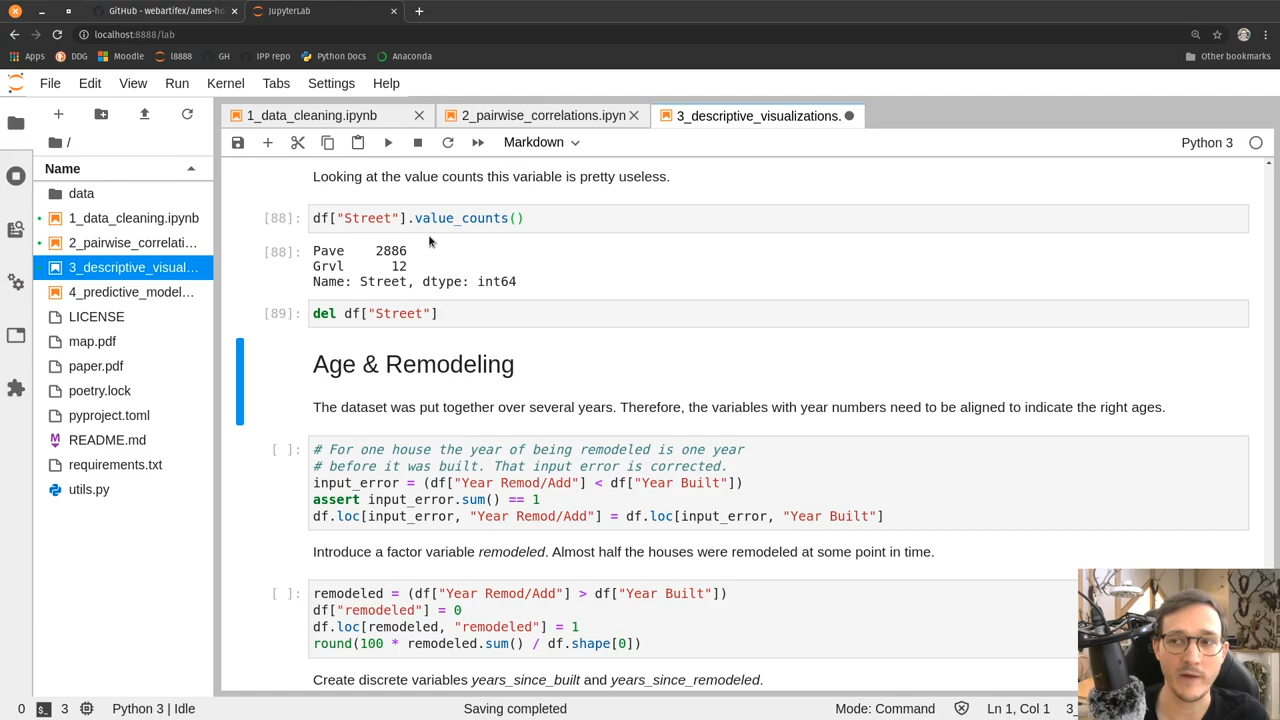 GitHub - webartifex/ames-ho
JupyterLab
localhost:8888/lab
Apps
DDG
Moodle
l8888
GH
IPP repo
Python Docs
Anaconda
Other bookmarks
File
Edit
View
Run
Kernel
Tabs
Settings
Help
1_data_cleaning.ipynb
2_pairwise_correlations.ipyn
3_descriptive_visualizations.
Markdown
Python 3
/
Name
data
1_data_cleaning.ipynb
2_pairwise_correlati…
3_descriptive_visual…
4_predictive_model…
LICENSE
map.pdf
paper.pdf
poetry.lock
pyproject.toml
README.md
requirements.txt
utils.py
Looking at the value counts this variable is pretty useless.
[88]: df["Street"].value_counts()
[88]: Pave 2886
Grvl 12
Name: Street, dtype: int64
[89]: del df["Street"]
Age & Remodeling
The dataset was put together over several years. Therefore, the variables with year numbers need to be aligned to indicate the right ages.
[ ]: # For one house the year of being remodeled is one year
# before it was built. That input error is corrected.
input_error = (df["Year Remod/Add"] < df["Year Built"])
assert input_error.sum() == 1
df.loc[input_error, "Year Remod/Add"] = df.loc[input_error, "Year Built"]
Introduce a factor variable remodeled. Almost half the houses were remodeled at some point in time.
[ ]: remodeled = (df["Year Remod/Add"] > df["Year Built"])
df["remodeled"] = 0
df.loc[remodeled, "remodeled"] = 1
round(100 * remodeled.sum() / df.shape[0])
Create discrete variables years_since_built and years_since_remodeled.
0
3
Python 3 | Idle
Saving completed
Mode: Command
Ln 1, Col 1
3_